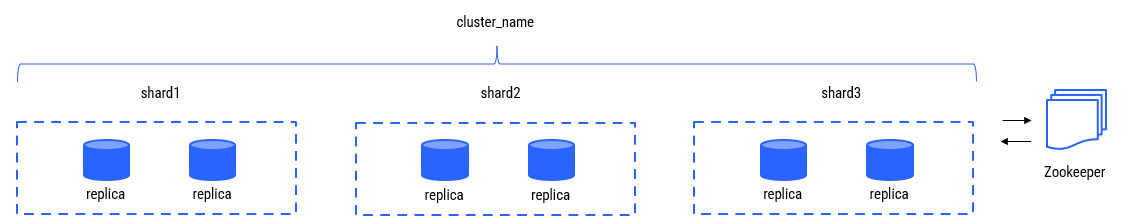 cluster_name
shard1
shard2
shard3
replica
replica
replica
replica
replica
replica
Zookeeper